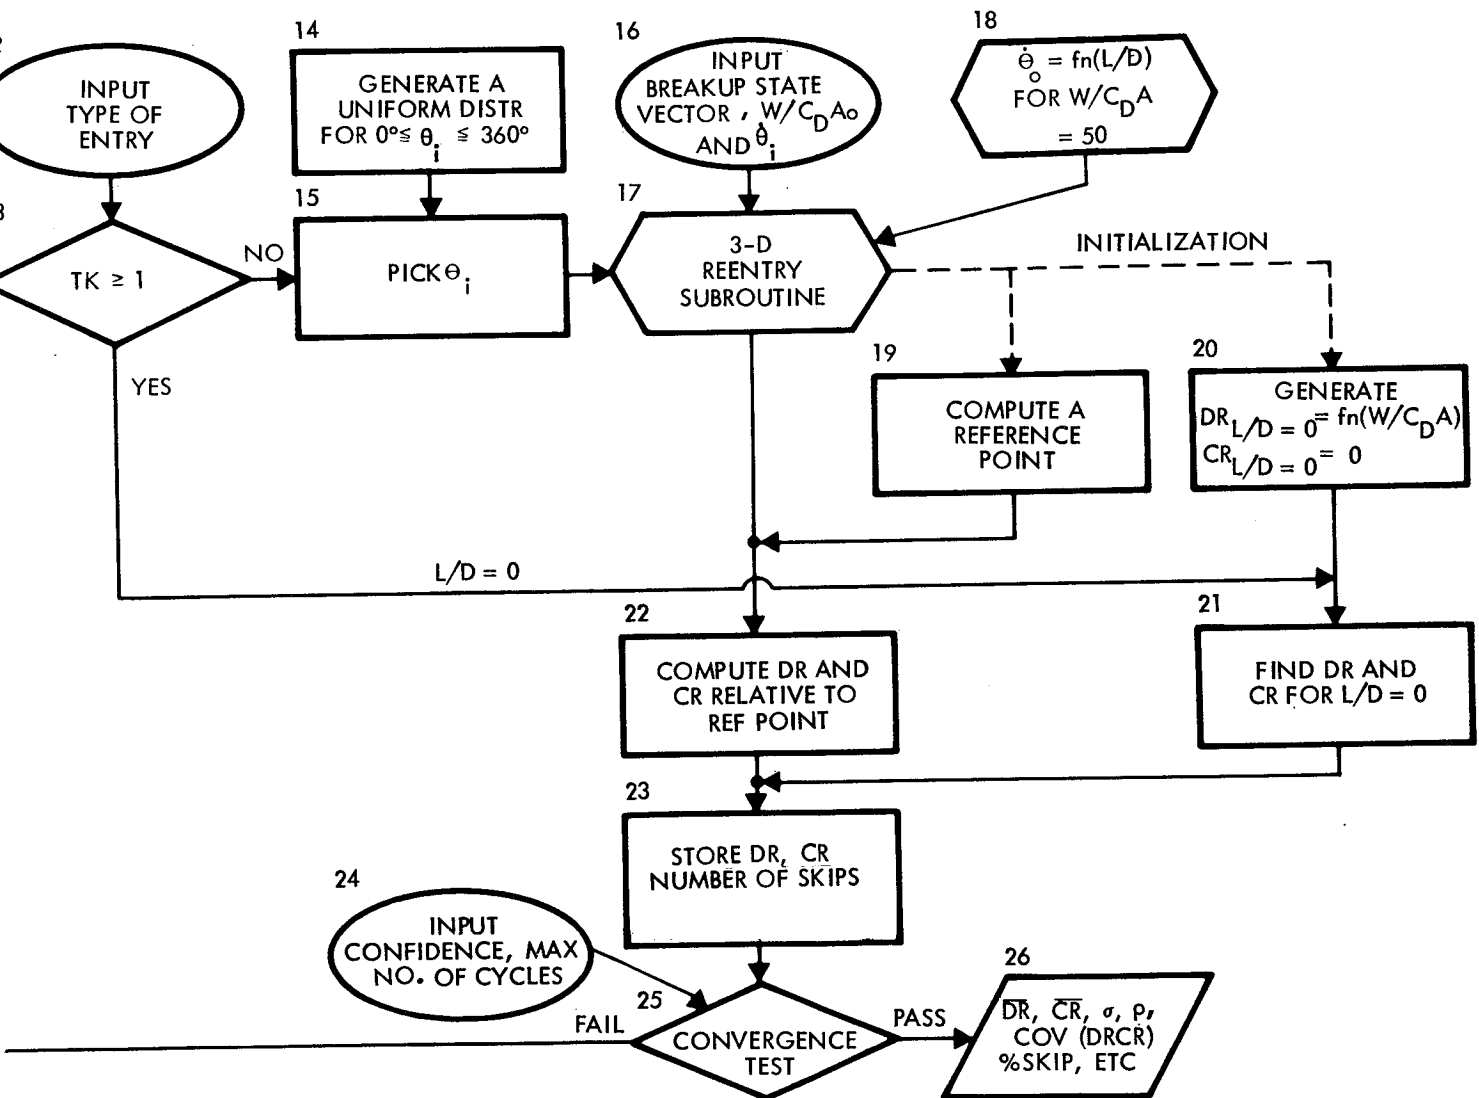 2
INPUT
TYPE OF
ENTRY
3
TK ≥ 1
NO
YES
14
GENERATE A
UNIFORM DISTR
FOR 0° ≦ θi ≦ 360°
15
PICK θi
16
INPUT
BREAKUP STATE
VECTOR, W/CDAo
AND θ̇i
17
3-D
REENTRY
SUBROUTINE
18
θ̇o = fn(L/D)
FOR W/CDA
= 50
INITIALIZATION
19
COMPUTE A
REFERENCE
POINT
20
GENERATE
DR L/D = 0 = fn(W/CDA)
CR L/D = 0 = 0
L/D = 0
21
FIND DR AND
CR FOR L/D = 0
22
COMPUTE DR AND
CR RELATIVE TO
REF POINT
23
STORE DR, CR
NUMBER OF SKIPS
24
INPUT
CONFIDENCE, MAX
NO. OF CYCLES
25
CONVERGENCE
TEST
FAIL
PASS
26
D̅R̅, C̅R̅, σ, ρ,
COV (DRCR)
%SKIP, ETC